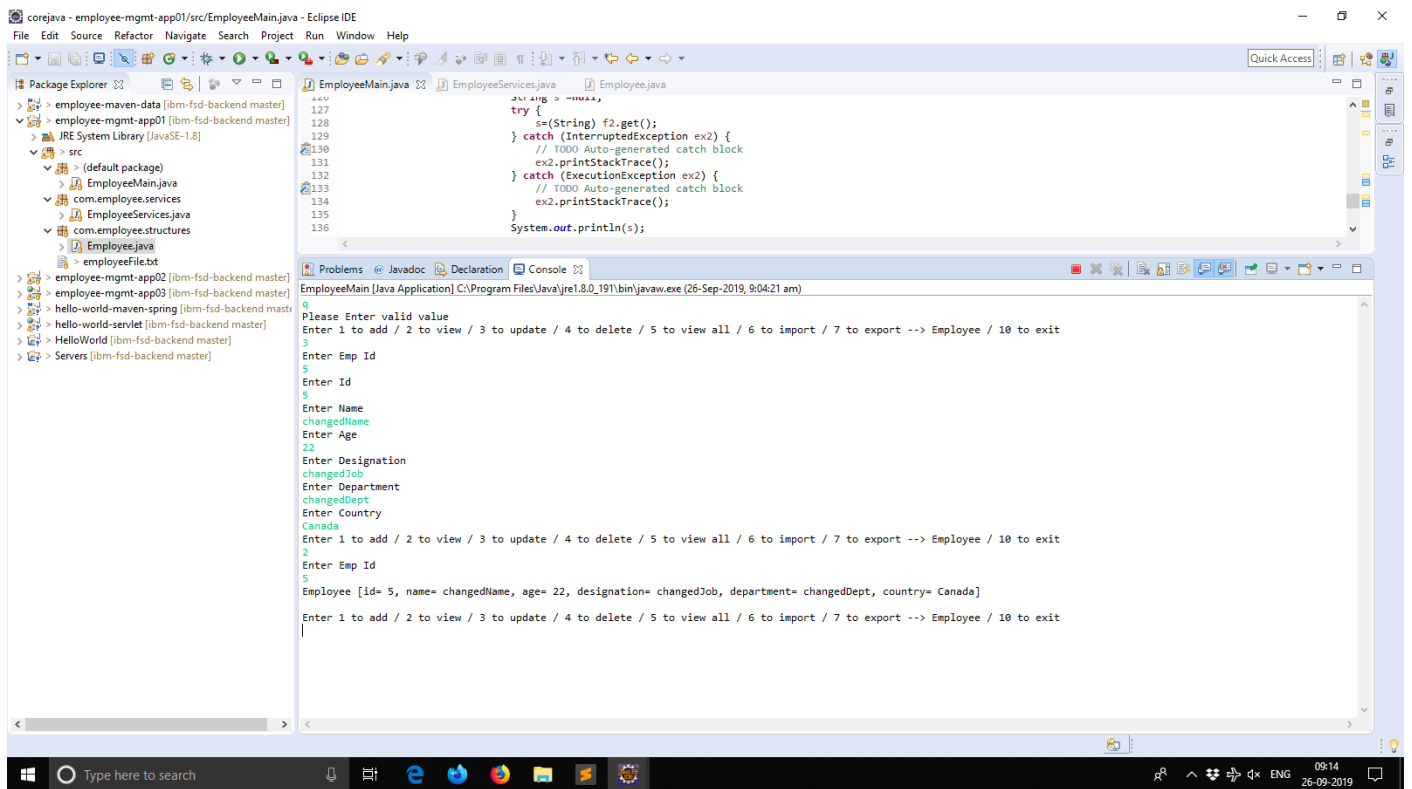 corejava - employee-mgmt-app01/src/EmployeeMain.java - Eclipse IDE
File Edit Source Refactor Navigate Search Project Run Window Help
Quick Access
Package Explorer
> employee-maven-data [ibm-fsd-backend master]
> employee-mgmt-app01 [ibm-fsd-backend master]
JRE System Library [JavaSE-1.8]
> src
> (default package)
EmployeeMain.java
com.employee.services
EmployeeServices.java
com.employee.structures
Employee.java
> employeeFile.txt
> employee-mgmt-app02 [ibm-fsd-backend master]
> employee-mgmt-app03 [ibm-fsd-backend master]
> hello-world-maven-spring [ibm-fsd-backend maste
> hello-world-servlet [ibm-fsd-backend master]
> HelloWorld [ibm-fsd-backend master]
> Servers [ibm-fsd-backend master]
EmployeeMain.java EmployeeServices.java Employee.java
126 String s =null;
127 try {
128 s=(String) f2.get();
129 } catch (InterruptedException ex2) {
130 // TODO Auto-generated catch block
131 ex2.printStackTrace();
132 } catch (ExecutionException ex2) {
133 // TODO Auto-generated catch block
134 ex2.printStackTrace();
135 }
136 System.out.println(s);
Problems @ Javadoc Declaration Console
EmployeeMain [Java Application] C:\Program Files\Java\jre1.8.0_191\bin\javaw.exe (26-Sep-2019, 9:04:21 am)
q
Please Enter valid value
Enter 1 to add / 2 to view / 3 to update / 4 to delete / 5 to view all / 6 to import / 7 to export --> Employee / 10 to exit
3
Enter Emp Id
5
Enter Id
5
Enter Name
changedName
Enter Age
22
Enter Designation
changedJob
Enter Department
changedDept
Enter Country
Canada
Enter 1 to add / 2 to view / 3 to update / 4 to delete / 5 to view all / 6 to import / 7 to export --> Employee / 10 to exit
2
Enter Emp Id
5
Employee [id= 5, name= changedName, age= 22, designation= changedJob, department= changedDept, country= Canada]
Enter 1 to add / 2 to view / 3 to update / 4 to delete / 5 to view all / 6 to import / 7 to export --> Employee / 10 to exit
Type here to search
ENG
09:14
26-09-2019